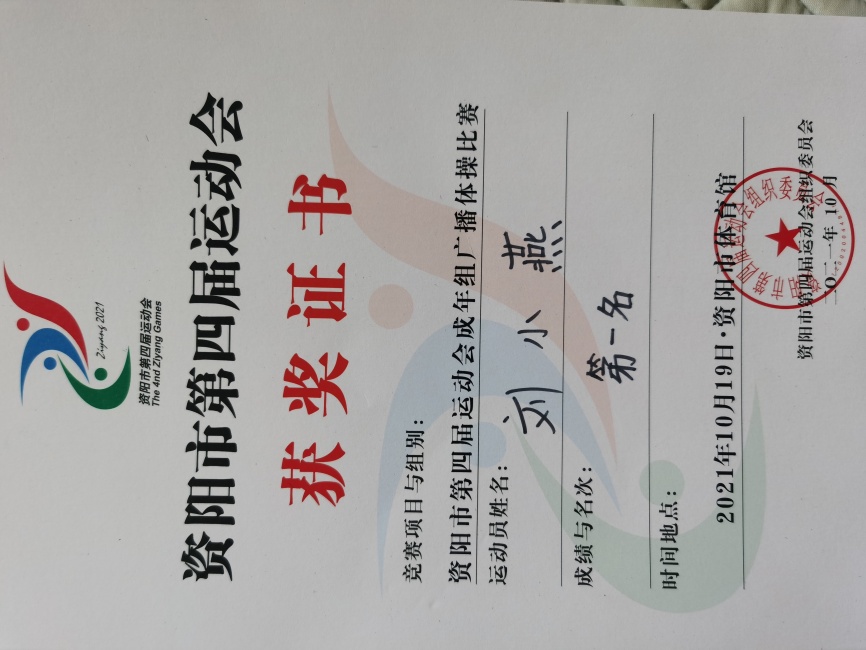 Ziyang 2021
资阳市第四届运动会
The 4nd Ziyang Games
资阳市第四届运动会
获奖证书
竞赛项目与组别：
资阳市第四届运动会成年组广播体操比赛
运动员姓名：
刘小燕
成绩与名次：
第一名
时间地点：
2021年10月19日·资阳市体育馆
资阳市第四届运动会组织委员会
二〇二一年 10 月